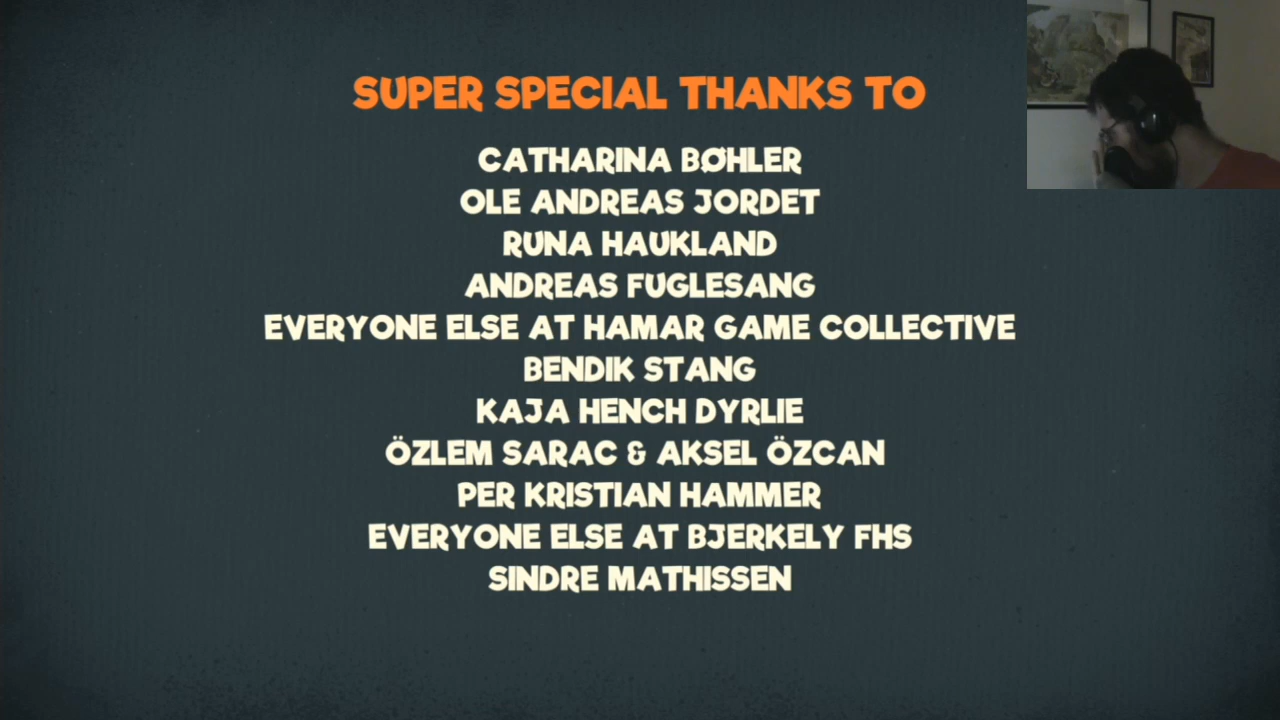 SUPER SPECIAL THANKS TO
CATHARINA BØHLER
OLE ANDREAS JORDET
RUNA HAUKLAND
ANDREAS FUGLESANG
EVERYONE ELSE AT HAMAR GAME COLLECTIVE
BENDIK STANG
KAJA HENCH DYRLIE
ÖZLEM SARAC & AKSEL ÖZCAN
PER KRISTIAN HAMMER
EVERYONE ELSE AT BJERKELY FHS
SINDRE MATHISSEN